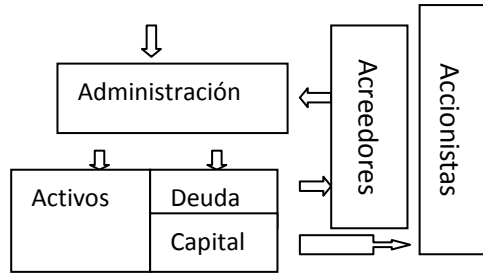 Administración
Acreedores
Accionistas
Activos
Deuda
Capital